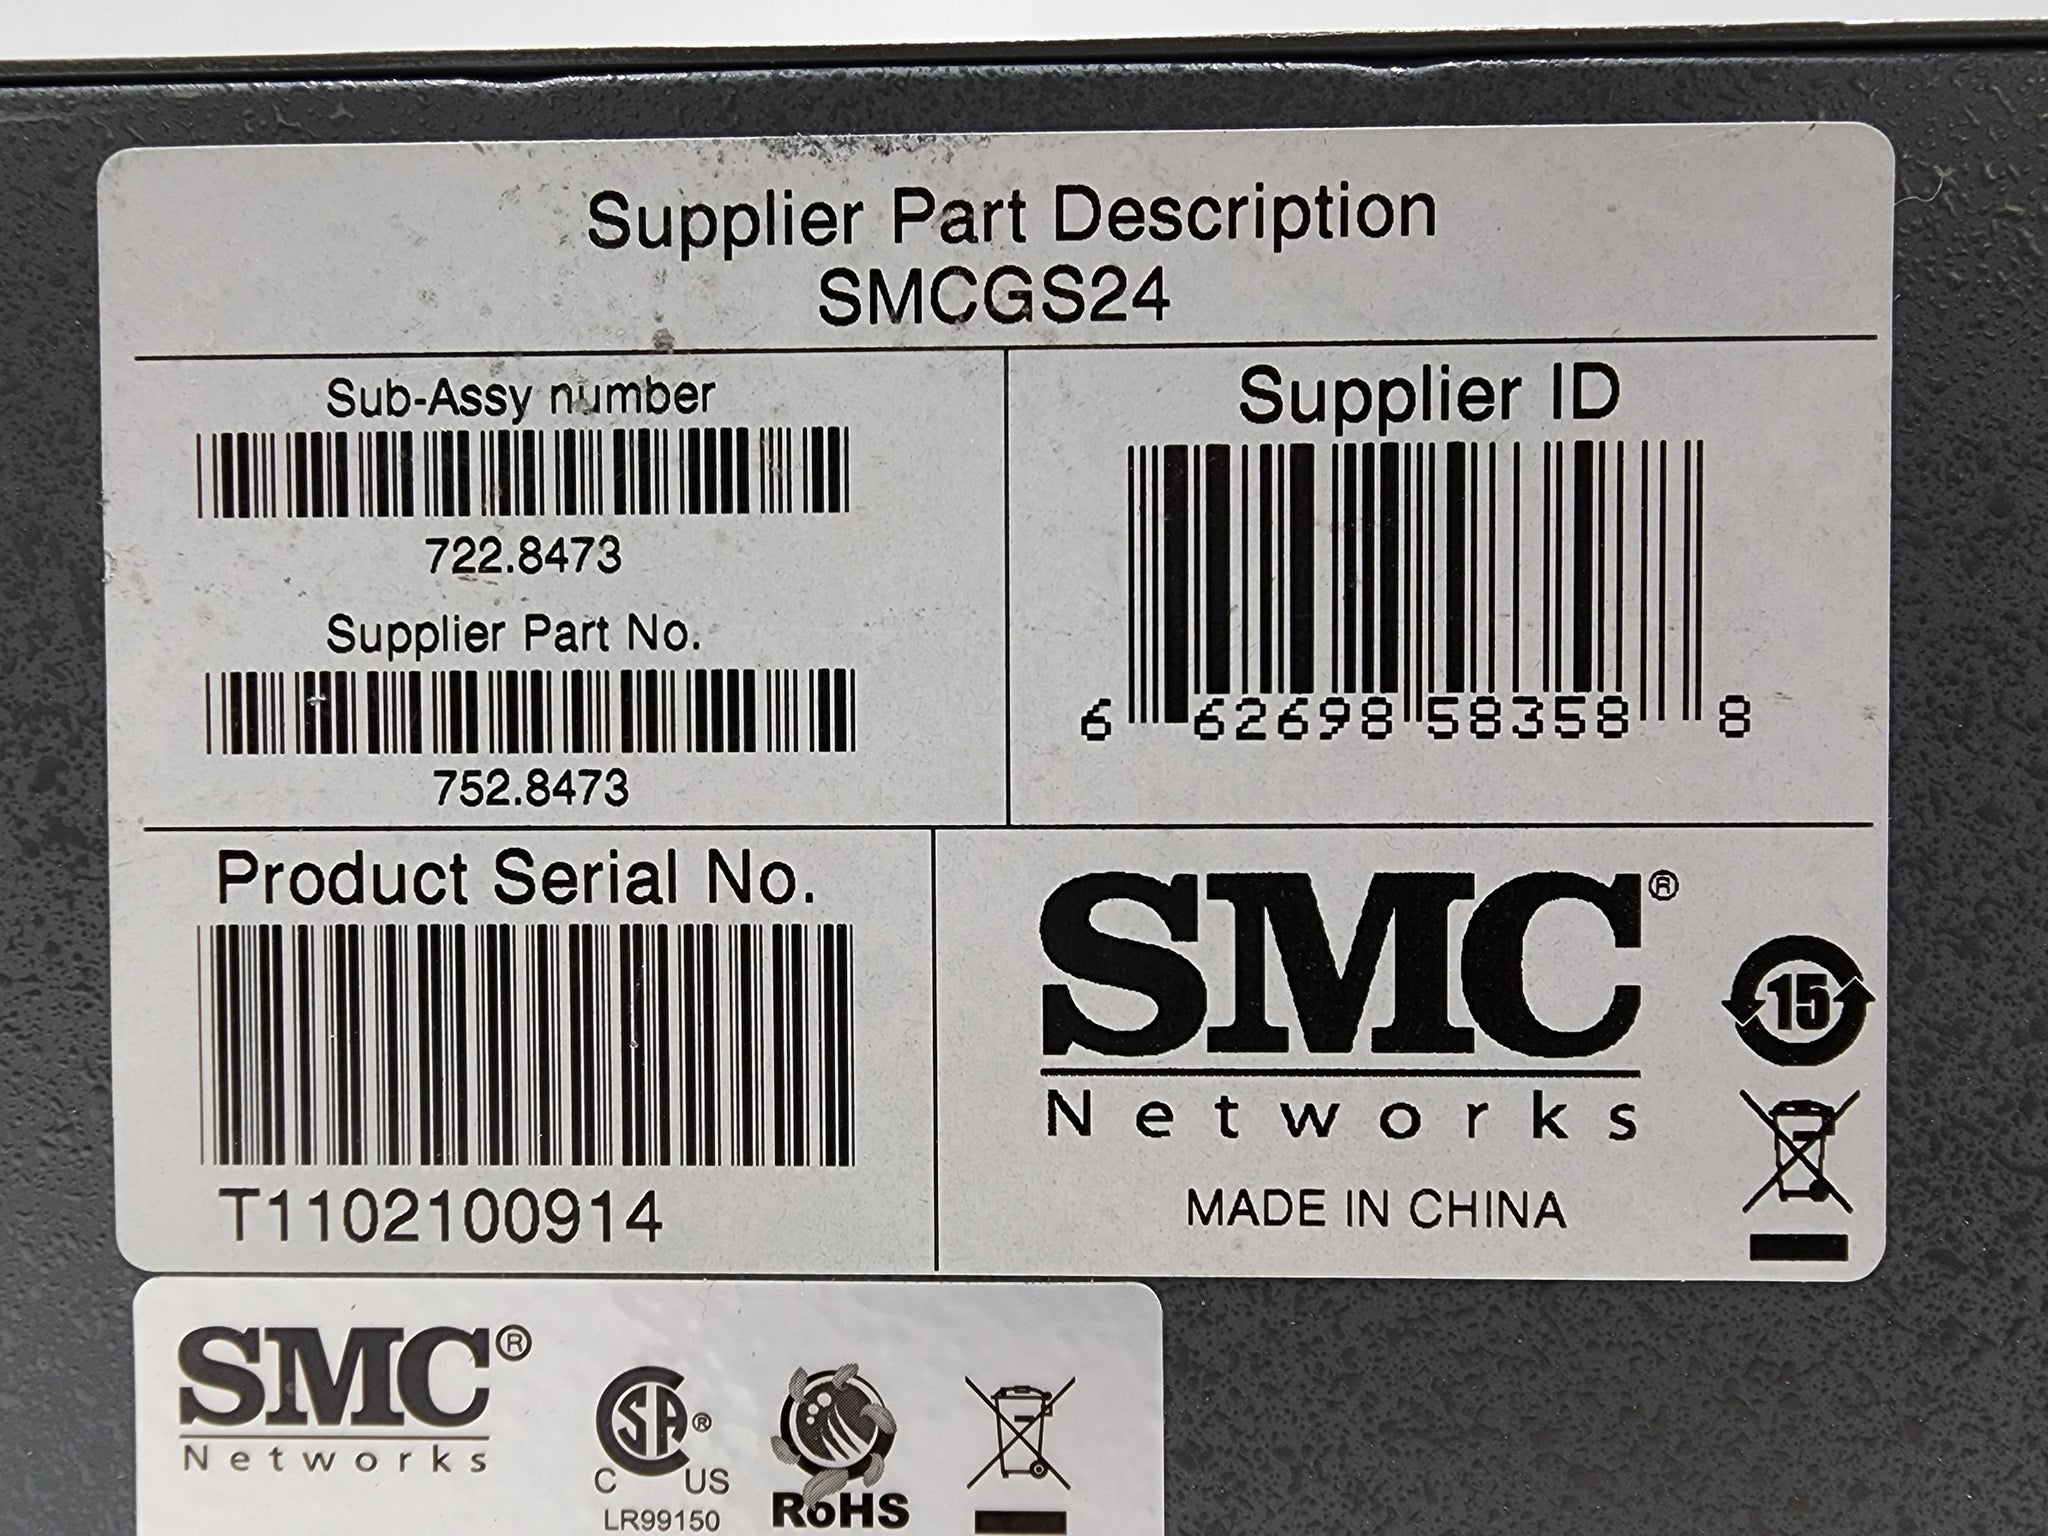 Supplier Part Description
SMCGS24
Sub-Assy number
722.8473
Supplier Part No.
752.8473
Supplier ID
6 62698 58358 8
Product Serial No.
T1102100914
SMC®
Networks
15
MADE IN CHINA
SMC®
Networks
CSA®
C US
LR99150
RoHS